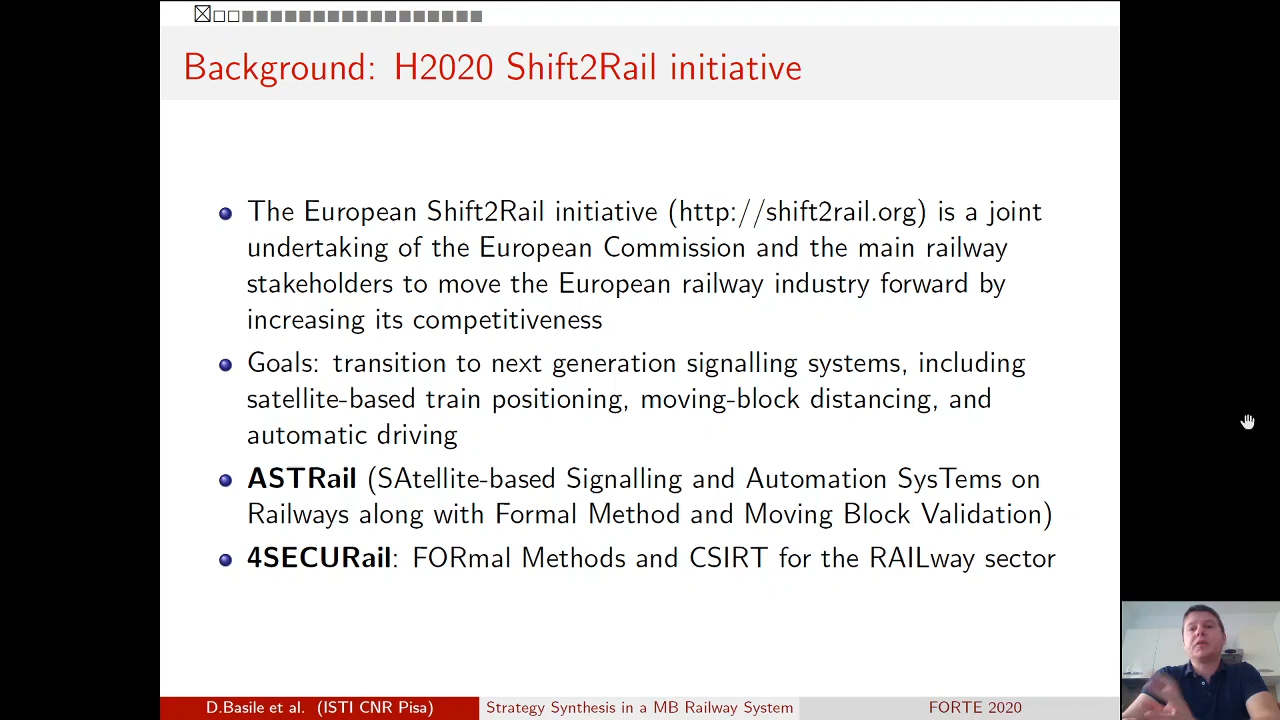 Background: H2020 Shift2Rail initiative
The European Shift2Rail initiative (http://shift2rail.org) is a joint
undertaking of the European Commission and the main railway
stakeholders to move the European railway industry forward by
increasing its competitiveness
Goals: transition to next generation signalling systems, including
satellite-based train positioning, moving-block distancing, and
automatic driving
ASTRail (SAtellite-based Signalling and Automation SysTems on
Railways along with Formal Method and Moving Block Validation)
4SECURail: FORmal Methods and CSIRT for the RAILway sector
D.Basile et al. (ISTI CNR Pisa) Strategy Synthesis in a MB Railway System FORTE 2020